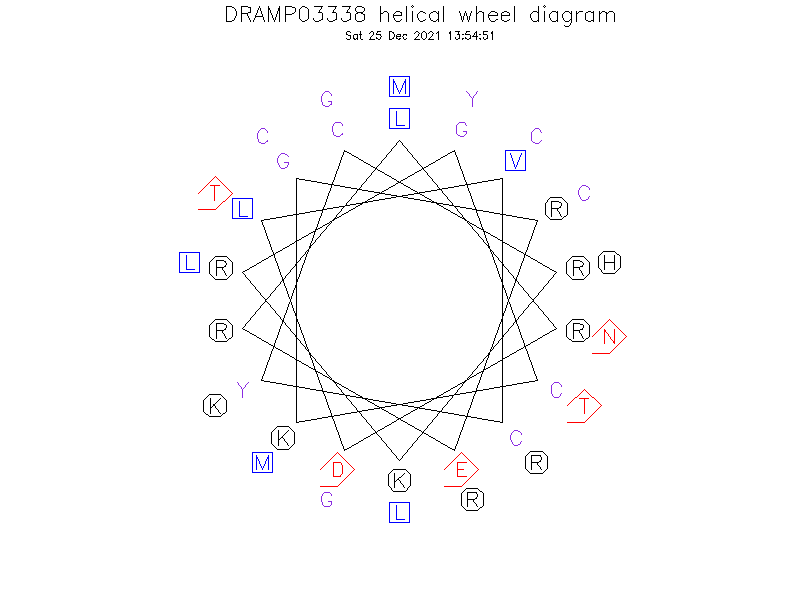 DRAMP03338 helical wheel diagram
Sat 25 Dec 2021 13:54:51
M
G Y
L
C G
C C
G V
T C
L R
L R R H
R R N
Y C
K T
K C
M R
D E
K
G R
L